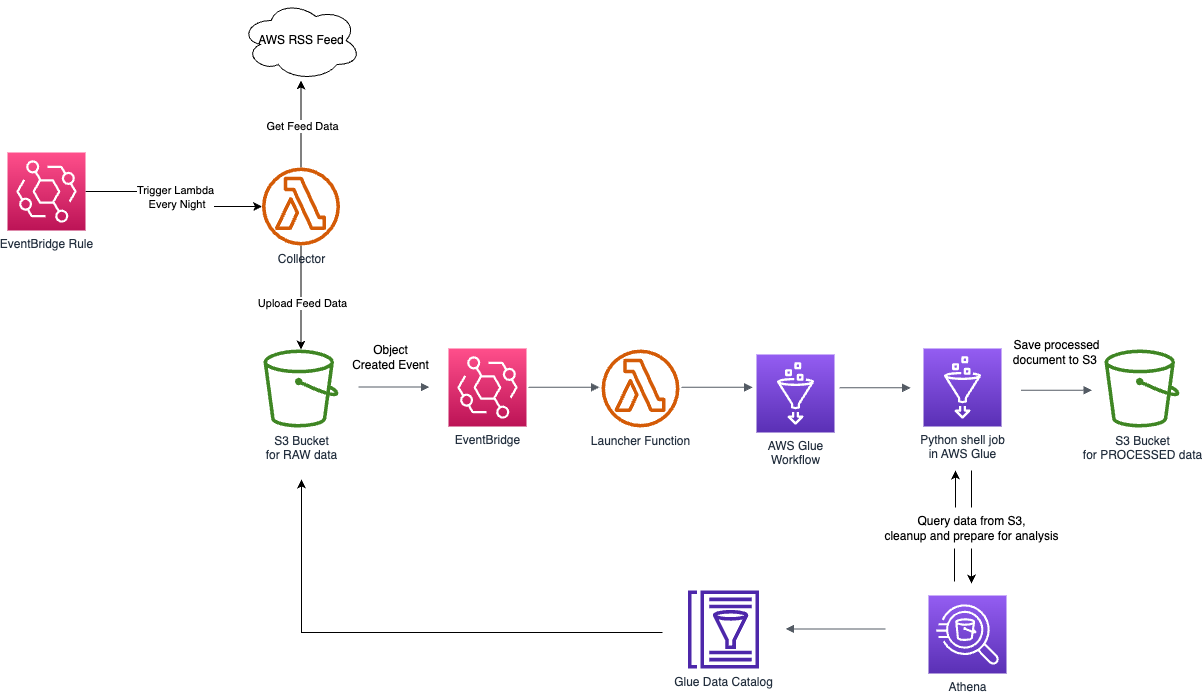 AWS RSS Feed
Get Feed Data
Trigger Lambda
Every Night
EventBridge Rule
Collector
Upload Feed Data
Object
Created Event
Save processed
document to S3
S3 Bucket
for RAW data
EventBridge
Launcher Function
AWS Glue
Workflow
Python shell job
in AWS Glue
S3 Bucket
for PROCESSED data
Query data from S3,
cleanup and prepare for analysis
Glue Data Catalog
Athena